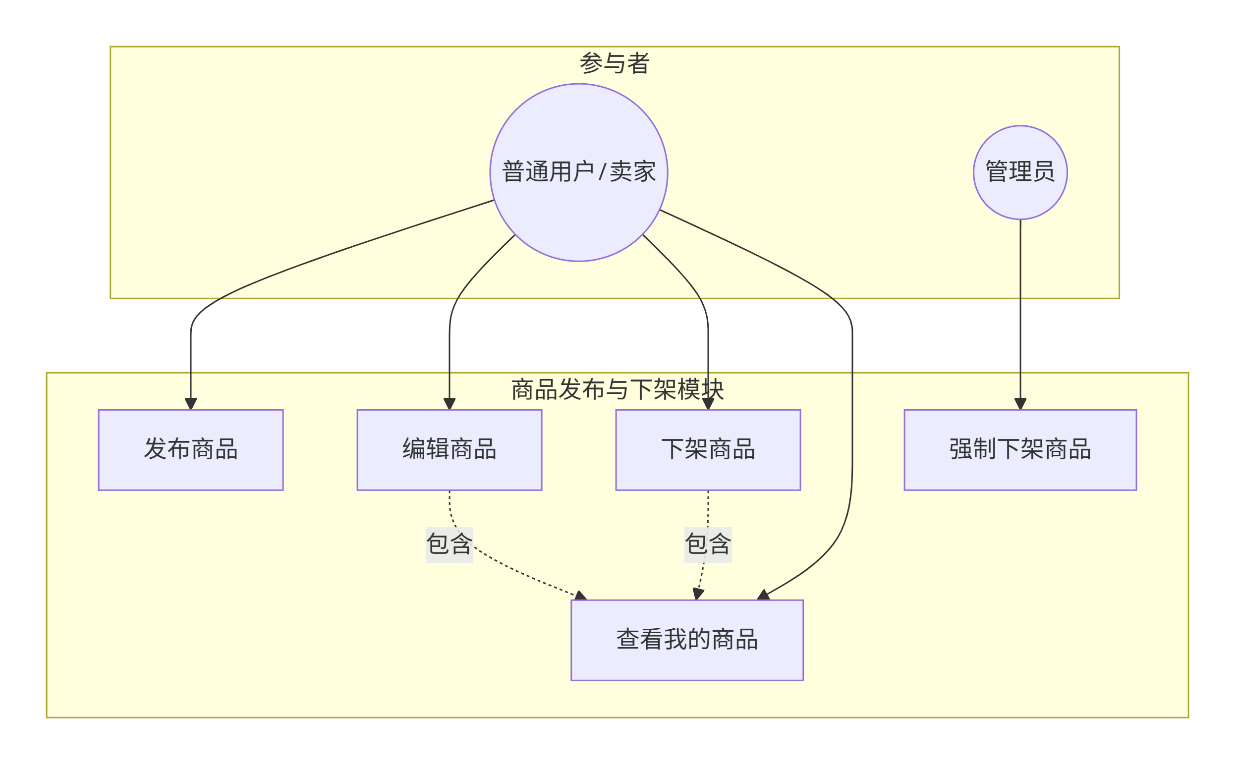 参与者
普通用户/卖家
管理员
商品发布与下架模块
发布商品
编辑商品
下架商品
强制下架商品
包含
包含
查看我的商品